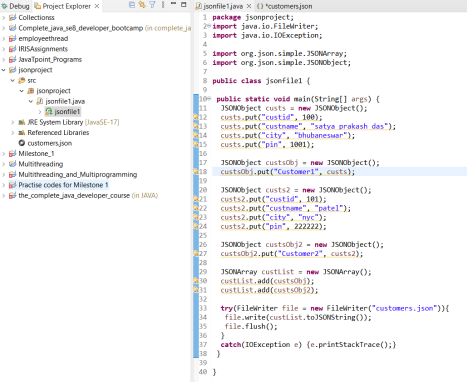 Debug Project Explorer
Collections
Complete_java_se8_developer_bootcamp (in complete_ja
employeethread
IRISAssignments
JavaTpoint_Programs
jsonproject
src
jsonproject
jsonfile1.java
jsonfile1
JRE System Library [JavaSE-17]
Referenced Libraries
customers.json
Milestone_1
Multithreading
Multithreading_and_Multiprogramming
Practise codes for Milestone 1
the_complete_java_developer_course (in JAVA)
jsonfile1.java *customers.json
1 package jsonproject;
2 import java.io.FileWriter;
3 import java.io.IOException;
4
5 import org.json.simple.JSONArray;
6 import org.json.simple.JSONObject;
7
8 public class jsonfile1 {
9
10 public static void main(String[] args) {
11 JSONObject custs = new JSONObject();
12 custs.put("custid", 100);
13 custs.put("custname", "satya prakash das");
14 custs.put("city", "bhubaneswar");
15 custs.put("pin", 1001);
16
17 JSONObject custsObj = new JSONObject();
18 custsObj.put("Customer1", custs);
19
20 JSONObject custs2 = new JSONObject();
21 custs2.put("custid", 101);
22 custs2.put("custname", "patel");
23 custs2.put("city", "nyc");
24 custs2.put("pin", 222222);
25
26 JSONObject custsObj2 = new JSONObject();
27 custsObj2.put("Customer2", custs2);
28
29 JSONArray custList = new JSONArray();
30 custList.add(custsObj);
31 custList.add(custsObj2);
32
33 try(FileWriter file = new FileWriter("customers.json")){
34 file.write(custList.toJSONString());
35 file.flush();
36 }
37 catch(IOException e) {e.printStackTrace();}
38 }
39
40 }